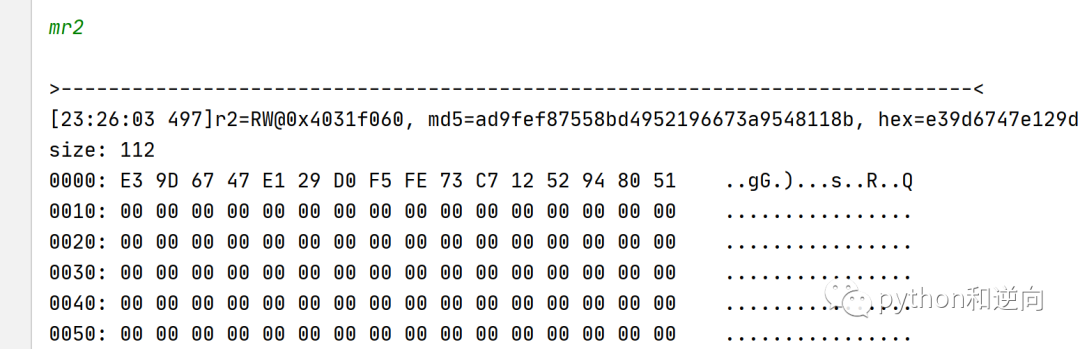 mr2
>-----------------------------------------------------------------------------<
[23:26:03 497]r2=RW@0x4031f060, md5=ad9fef87558bd4952196673a9548118b, hex=e39d6747e129d
size: 112
0000: E3 9D 67 47 E1 29 D0 F5 FE 73 C7 12 52 94 80 51    ..gG.)...s..R..Q
0010: 00 00 00 00 00 00 00 00 00 00 00 00 00 00 00 00    ................
0020: 00 00 00 00 00 00 00 00 00 00 00 00 00 00 00 00    ................
0030: 00 00 00 00 00 00 00 00 00 00 00 00 00 00 00 00    ................
0040: 00 00 00 00 00 00 00 00 00 00 00 00 00 00 00 00    ................
python和逆向
0050: 00 00 00 00 00 00 00 00 00 00 00 00 00 00 00 00    ................